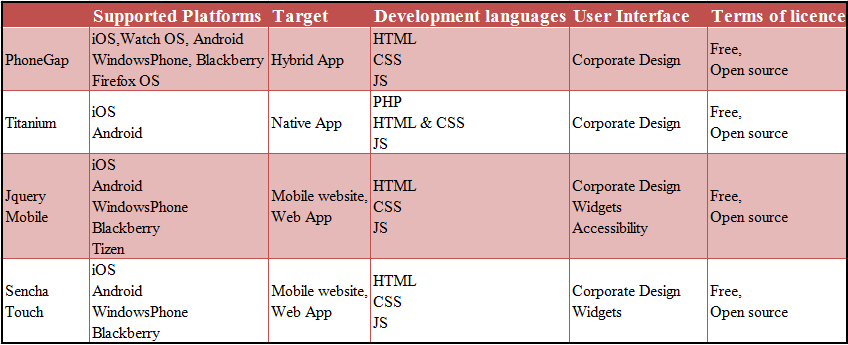 Supported Platforms Target Development languages User Interface Terms of licence
PhoneGap
iOS,Watch OS, Android
WindowsPhone, Blackberry
Firefox OS
Hybrid App
HTML
CSS
JS
Corporate Design
Free,
Open source
Titanium
iOS
Android
Native App
PHP
HTML & CSS
JS
Corporate Design
Free,
Open source
Jquery
Mobile
iOS
Android
WindowsPhone
Blackberry
Tizen
Mobile website,
Web App
HTML
CSS
JS
Corporate Design
Widgets
Accessibility
Free,
Open source
Sencha
Touch
iOS
Android
WindowsPhone
Blackberry
Mobile website,
Web App
HTML
CSS
JS
Corporate Design
Widgets
Free,
Open source